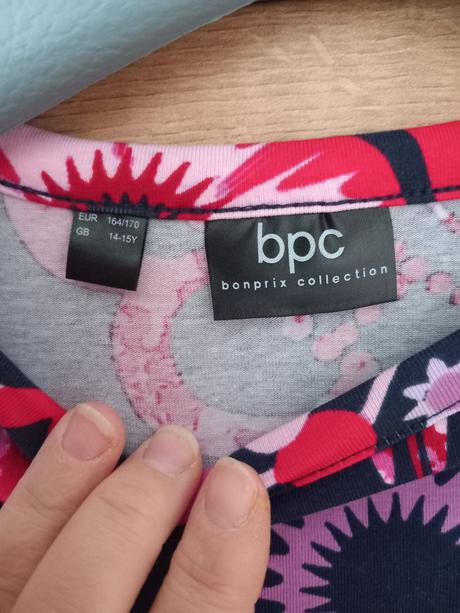 EUR 164/170
GB 14-15Y
bpc
bonprix collection